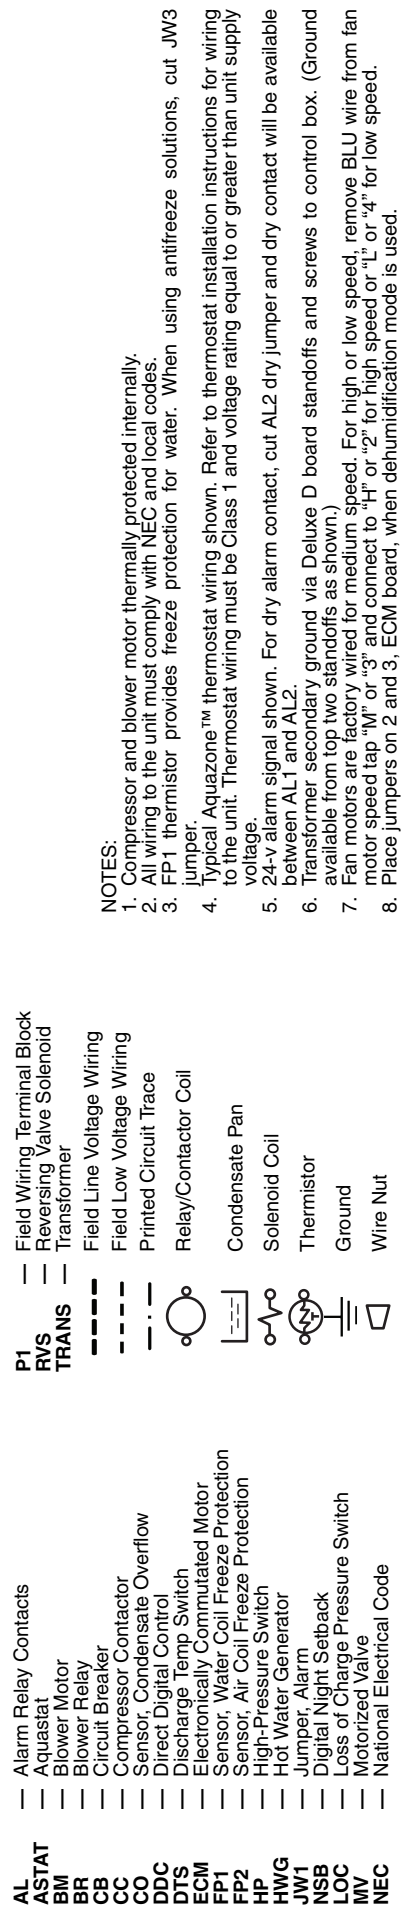 AL — Alarm Relay Contacts
ASTAT — Aquastat
BM — Blower Motor
BR — Blower Relay
CB — Circuit Breaker
CC — Compressor Contactor
CO — Sensor, Condensate Overflow
DDC — Direct Digital Control
DTS — Discharge Temp Switch
ECM — Electronically Commutated Motor
FP1 — Sensor, Water Coil Freeze Protection
FP2 — Sensor, Air Coil Freeze Protection
HP — High-Pressure Switch
HWG — Hot Water Generator
JW1 — Jumper, Alarm
NSB — Digital Night Setback
LOC — Loss of Charge Pressure Switch
MV — Motorized Valve
NEC — National Electrical Code
P1 — Field Wiring Terminal Block
RVS — Reversing Valve Solenoid
TRANS — Transformer
Field Line Voltage Wiring
Field Low Voltage Wiring
Printed Circuit Trace
Relay/Contactor Coil
Condensate Pan
Solenoid Coil
T
Thermistor
Ground
Wire Nut
NOTES:
1. Compressor and blower motor thermally protected internally.
2. All wiring to the unit must comply with NEC and local codes.
3. FP1 thermistor provides freeze protection for water. When using antifreeze solutions, cut JW3
jumper.
4. Typical Aquazone™ thermostat wiring shown. Refer to thermostat installation instructions for wiring
to the unit. Thermostat wiring must be Class 1 and voltage rating equal to or greater than unit supply
voltage.
5. 24-v alarm signal shown. For dry alarm contact, cut AL2 dry jumper and dry contact will be available
between AL1 and AL2.
6. Transformer secondary ground via Deluxe D board standoffs and screws to control box. (Ground
available from top two standoffs as shown.)
7. Fan motors are factory wired for medium speed. For high or low speed, remove BLU wire from fan
motor speed tap “M” or “3” and connect to “H” or “2” for high speed or “L” or “4” for low speed.
8. Place jumpers on 2 and 3, ECM board, when dehumidification mode is used.